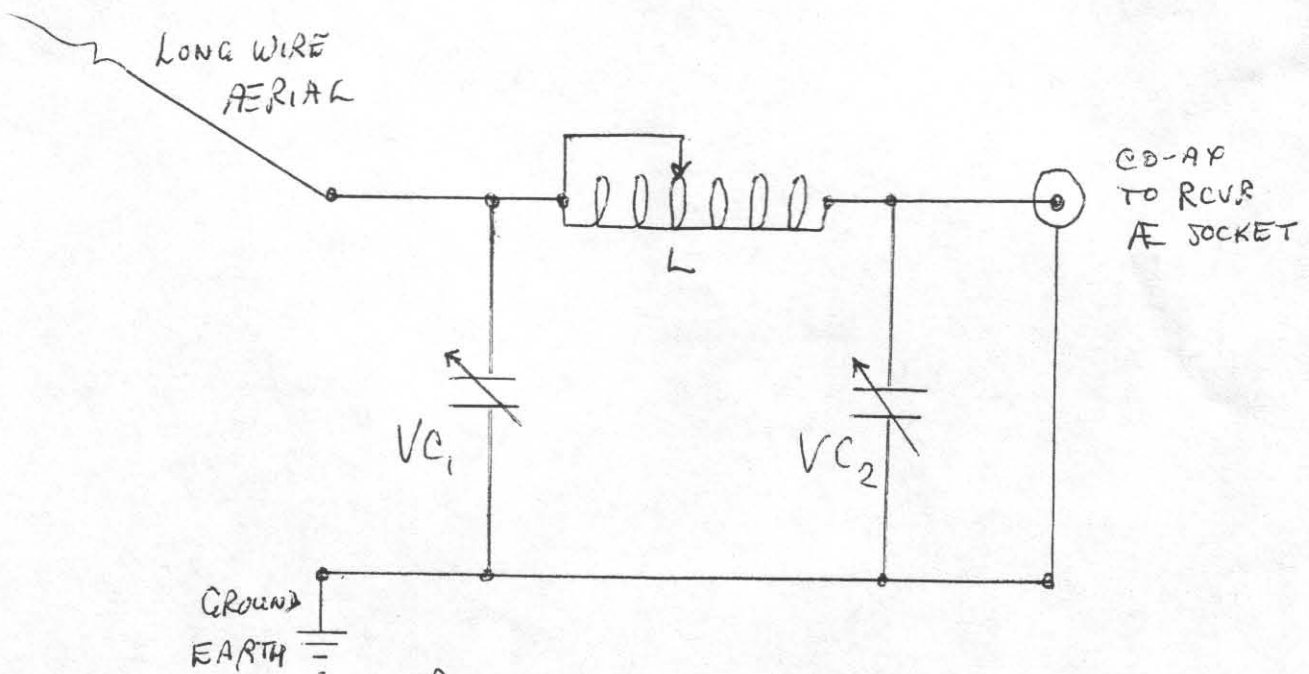 LONG WIRE
ÆRIAL
CO-AX
TO RCVR
Æ SOCKET
L
VC₁
VC₂
GROUND
EARTH